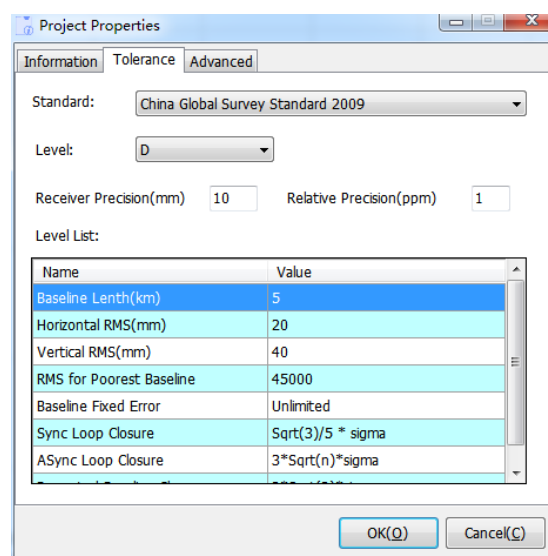 Project Properties
Information Tolerance Advanced
Standard: China Global Survey Standard 2009
Level: D
Receiver Precision(mm) 10 Relative Precision(ppm) 1
Level List:
Name Value
Baseline Lenth(km) 5
Horizontal RMS(mm) 20
Vertical RMS(mm) 40
RMS for Poorest Baseline 45000
Baseline Fixed Error Unlimited
Sync Loop Closure Sqrt(3)/5 * sigma
ASync Loop Closure 3*Sqrt(n)*sigma
OK(O) Cancel(C)